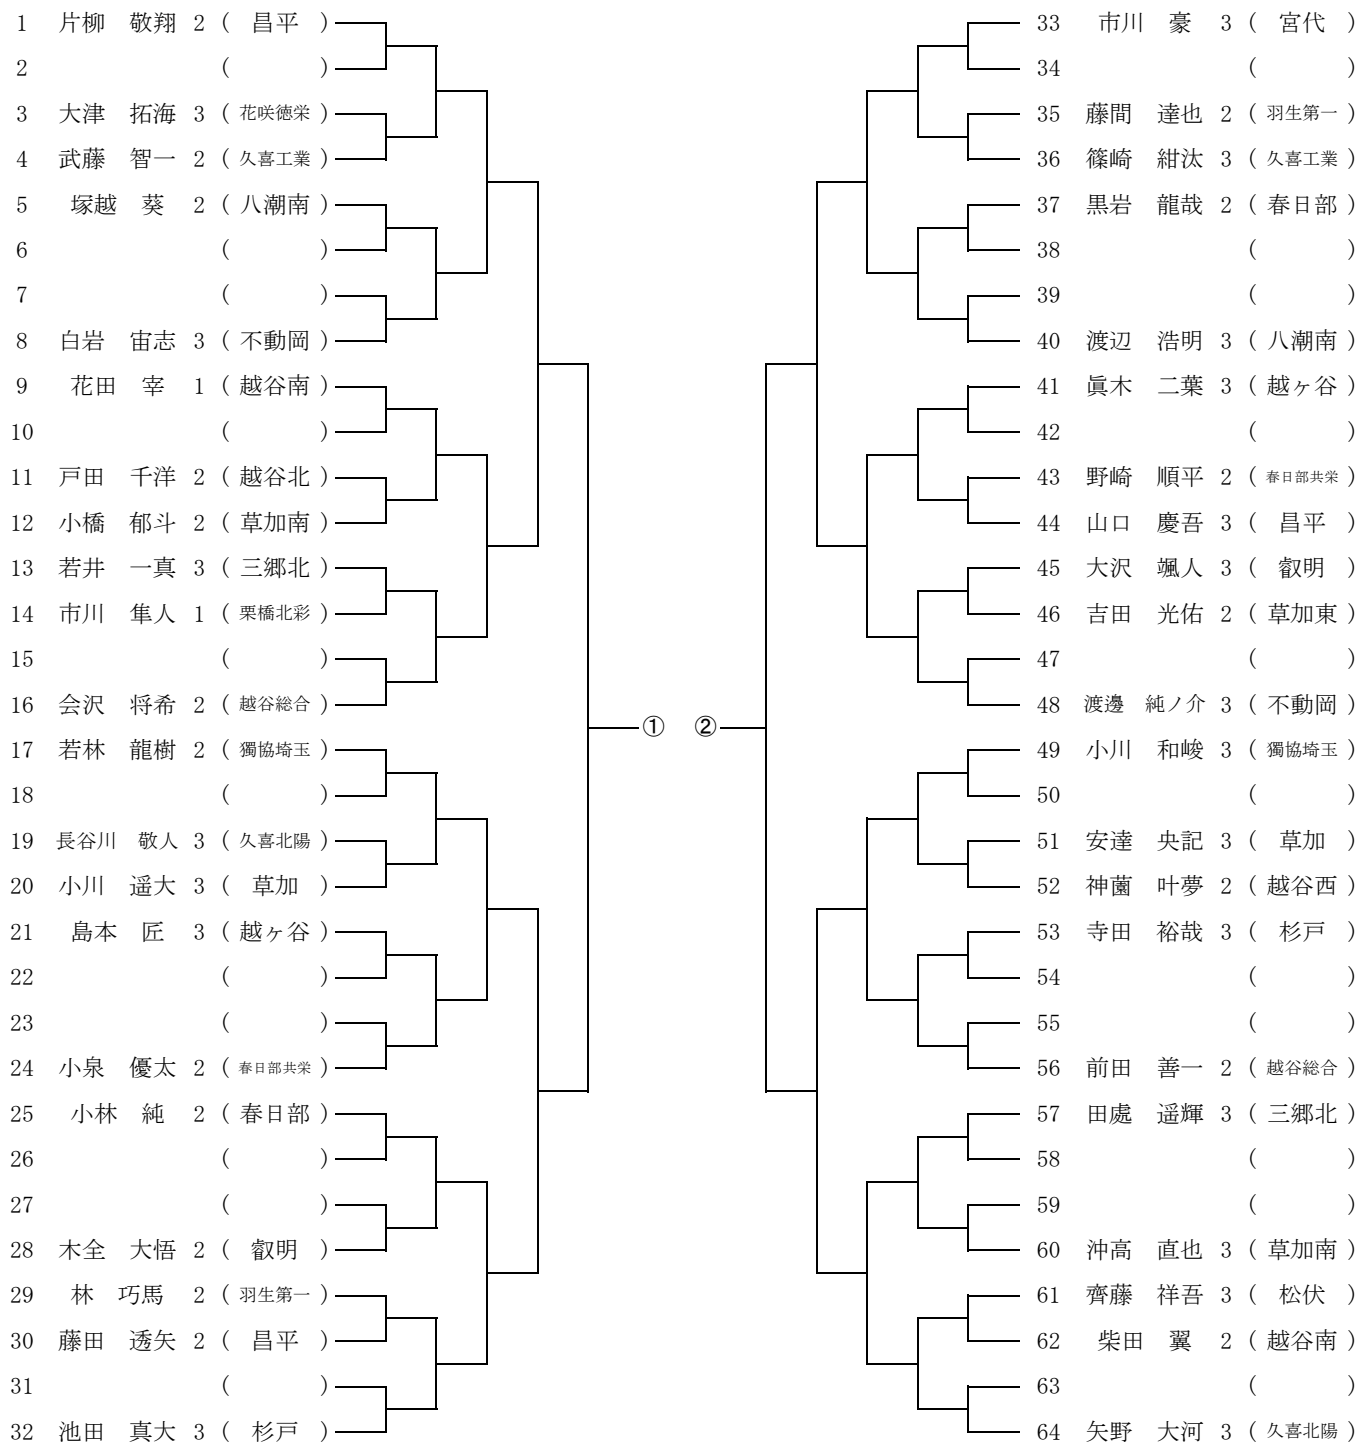 1 片柳 敬翔 2 ( 昌平 )
2 ( )
3 大津 拓海 3 ( 花咲徳栄 )
4 武藤 智一 2 ( 久喜工業 )
5 塚越 葵 2 ( 八潮南 )
6 ( )
7 ( )
8 白岩 宙志 3 ( 不動岡 )
9 花田 宰 1 ( 越谷南 )
10 ( )
11 戸田 千洋 2 ( 越谷北 )
12 小橋 郁斗 2 ( 草加南 )
13 若井 一真 3 ( 三郷北 )
14 市川 隼人 1 ( 栗橋北彩 )
15 ( )
16 会沢 将希 2 ( 越谷総合 )
17 若林 龍樹 2 ( 獨協埼玉 )
18 ( )
19 長谷川 敬人 3 ( 久喜北陽 )
20 小川 遥大 3 ( 草加 )
21 島本 匠 3 ( 越ヶ谷 )
22 ( )
23 ( )
24 小泉 優太 2 ( 春日部共栄 )
25 小林 純 2 ( 春日部 )
26 ( )
27 ( )
28 木全 大悟 2 ( 叡明 )
29 林 巧馬 2 ( 羽生第一 )
30 藤田 透矢 2 ( 昌平 )
31 ( )
32 池田 真大 3 ( 杉戸 )
① ②
33 市川 豪 3 ( 宮代 )
34 ( )
35 藤間 達也 2 ( 羽生第一 )
36 篠崎 紺汰 3 ( 久喜工業 )
37 黒岩 龍哉 2 ( 春日部 )
38 ( )
39 ( )
40 渡辺 浩明 3 ( 八潮南 )
41 眞木 二葉 3 ( 越ヶ谷 )
42 ( )
43 野崎 順平 2 ( 春日部共栄 )
44 山口 慶吾 3 ( 昌平 )
45 大沢 颯人 3 ( 叡明 )
46 吉田 光佑 2 ( 草加東 )
47 ( )
48 渡邊 純ノ介 3 ( 不動岡 )
49 小川 和峻 3 ( 獨協埼玉 )
50 ( )
51 安達 央記 3 ( 草加 )
52 神薗 叶夢 2 ( 越谷西 )
53 寺田 裕哉 3 ( 杉戸 )
54 ( )
55 ( )
56 前田 善一 2 ( 越谷総合 )
57 田處 遥輝 3 ( 三郷北 )
58 ( )
59 ( )
60 沖高 直也 3 ( 草加南 )
61 齊藤 祥吾 3 ( 松伏 )
62 柴田 翼 2 ( 越谷南 )
63 ( )
64 矢野 大河 3 ( 久喜北陽 )